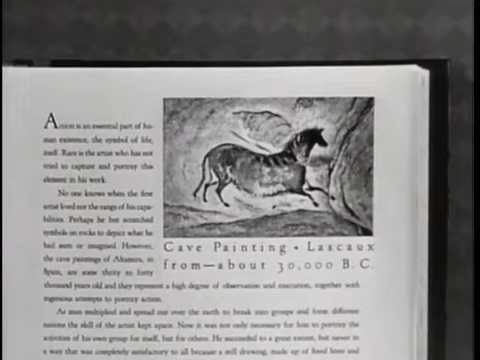 Action is an essential part of hu-
man existence, the symbol of life,
itself. Rare is the artist who has not
tried to capture and portray this
element in his work.
No one knows when the first
artist lived nor the range of his capa-
bilities. Perhaps he but scratched
symbols on rocks to depict what he
had seen or imagined. However,
the cave paintings of Altamira, in
Spain, are some thirty to forty
thousand years old and they represent a high degree of observation and execution, together with
ingenious attempts to portray action.
As men multiplied and spread out over the earth to break into groups and form different
nations the skill of the artist kept space. Now it was not only necessary for him to portray the
activities of his own group for itself, but for others. He succeeded to a great extent, but never in
a way that was completely satisfactory to all because a still drawing, made up of fixed lines and
Cave Painting • Lascaux
from—about 30,000 B. C.